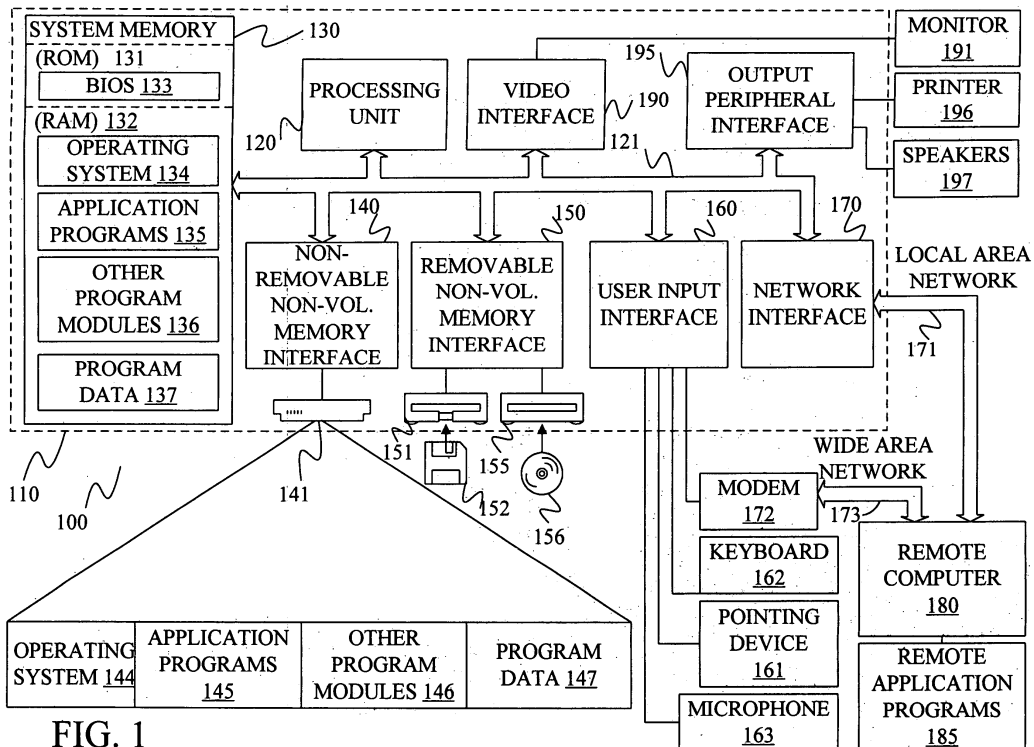 SYSTEM MEMORY
130
(ROM) 131
BIOS 133
(RAM) 132
OPERATING
SYSTEM 134
APPLICATION
PROGRAMS 135
OTHER
PROGRAM
MODULES 136
PROGRAM
DATA 137
PROCESSING
UNIT
120
VIDEO
INTERFACE
190
195
OUTPUT
PERIPHERAL
INTERFACE
121
MONITOR
191
PRINTER
196
SPEAKERS
197
140
NON-
REMOVABLE
NON-VOL.
MEMORY
INTERFACE
150
REMOVABLE
NON-VOL.
MEMORY
INTERFACE
160
USER INPUT
INTERFACE
170
NETWORK
INTERFACE
LOCAL AREA
NETWORK
171
110
100
141
151
152
155
156
WIDE AREA
NETWORK
173
MODEM
172
KEYBOARD
162
POINTING
DEVICE
161
MICROPHONE
163
REMOTE
COMPUTER
180
REMOTE
APPLICATION
PROGRAMS
185
OPERATING
SYSTEM 144
APPLICATION
PROGRAMS
145
OTHER
PROGRAM
MODULES 146
PROGRAM
DATA 147
FIG. 1